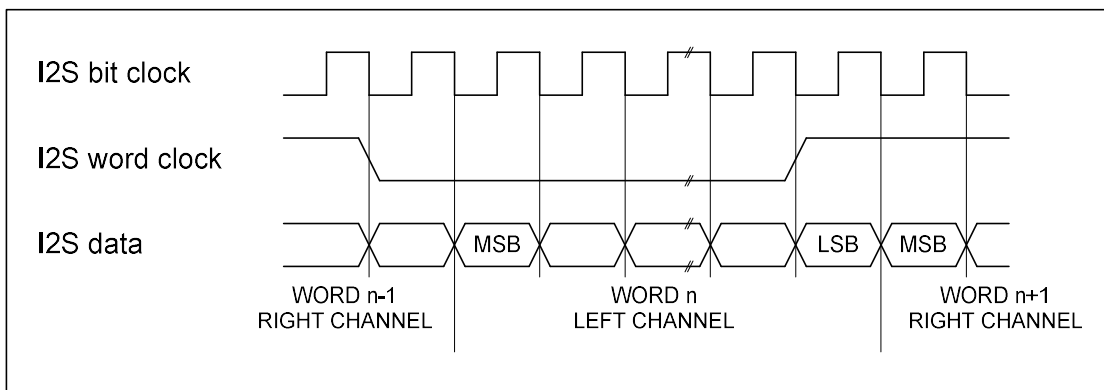 I2S bit clock
I2S word clock
I2S data
MSB
LSB
MSB
WORD n-1
RIGHT CHANNEL
WORD n
LEFT CHANNEL
WORD n+1
RIGHT CHANNEL